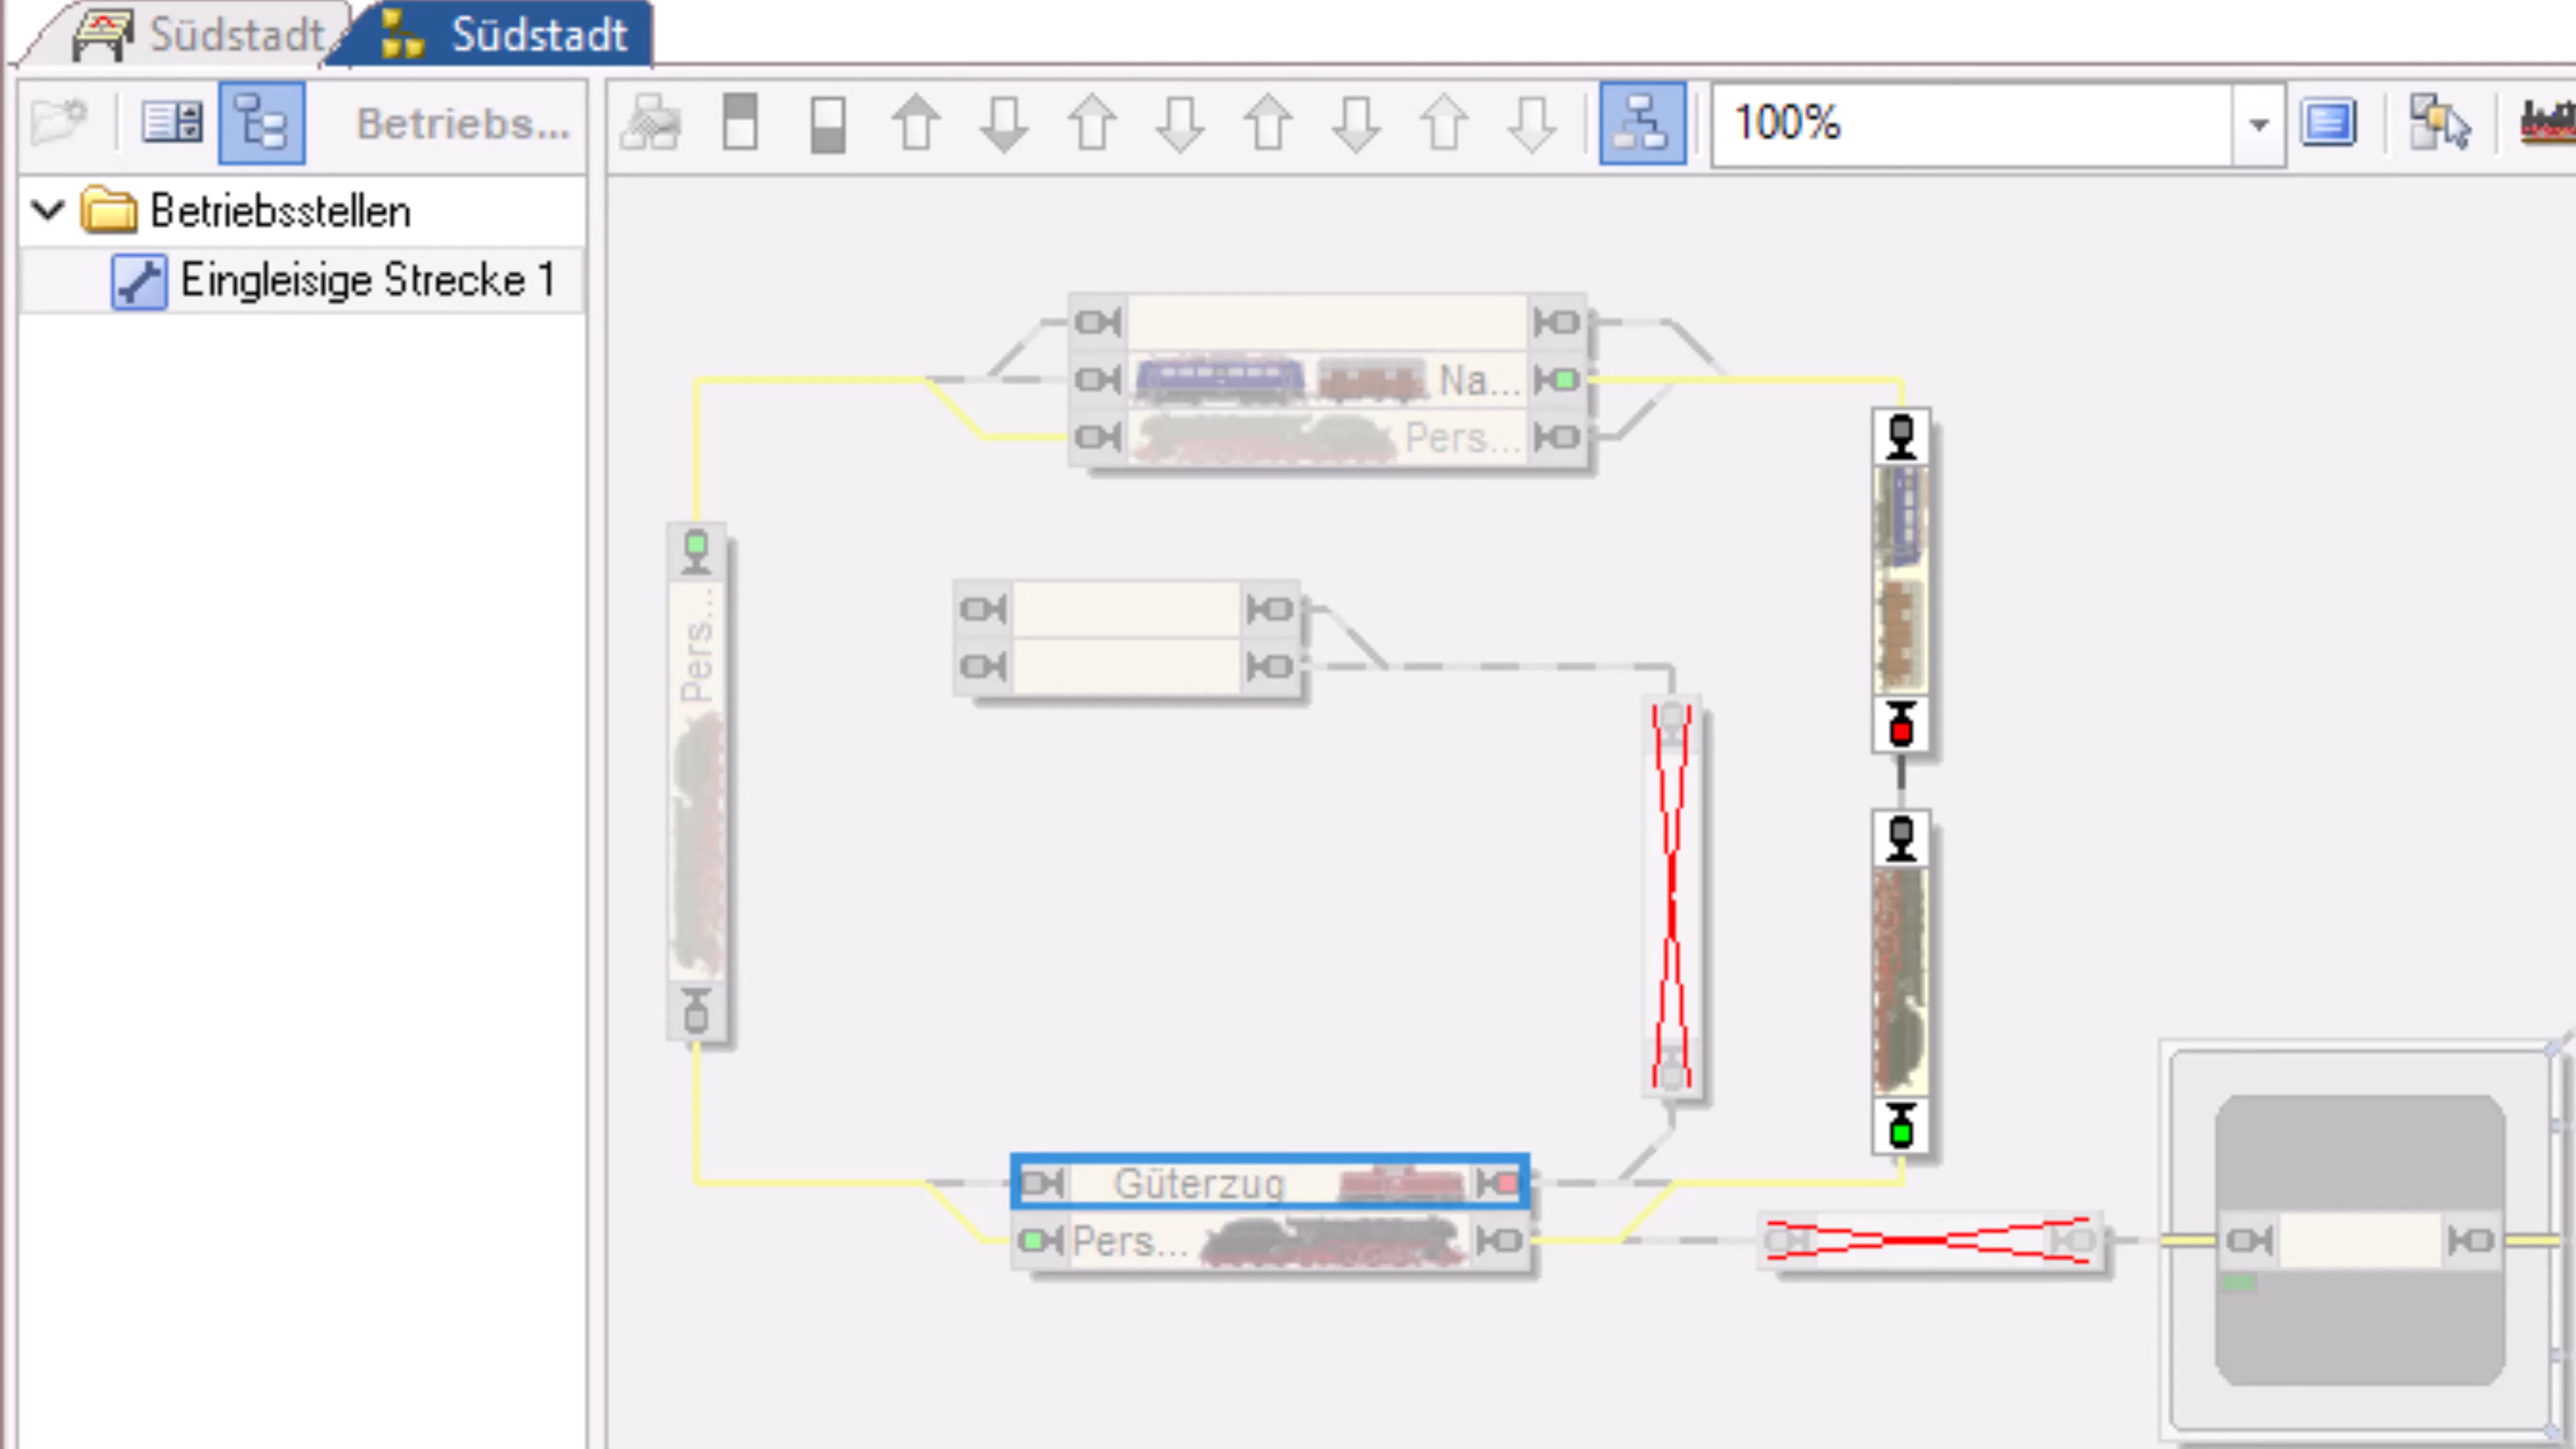 Südstadt
Südstadt
Betriebs...
100%
Betriebsstellen
Eingleisige Strecke 1
Na...
Pers...
Pers...
Güterzug
Pers...